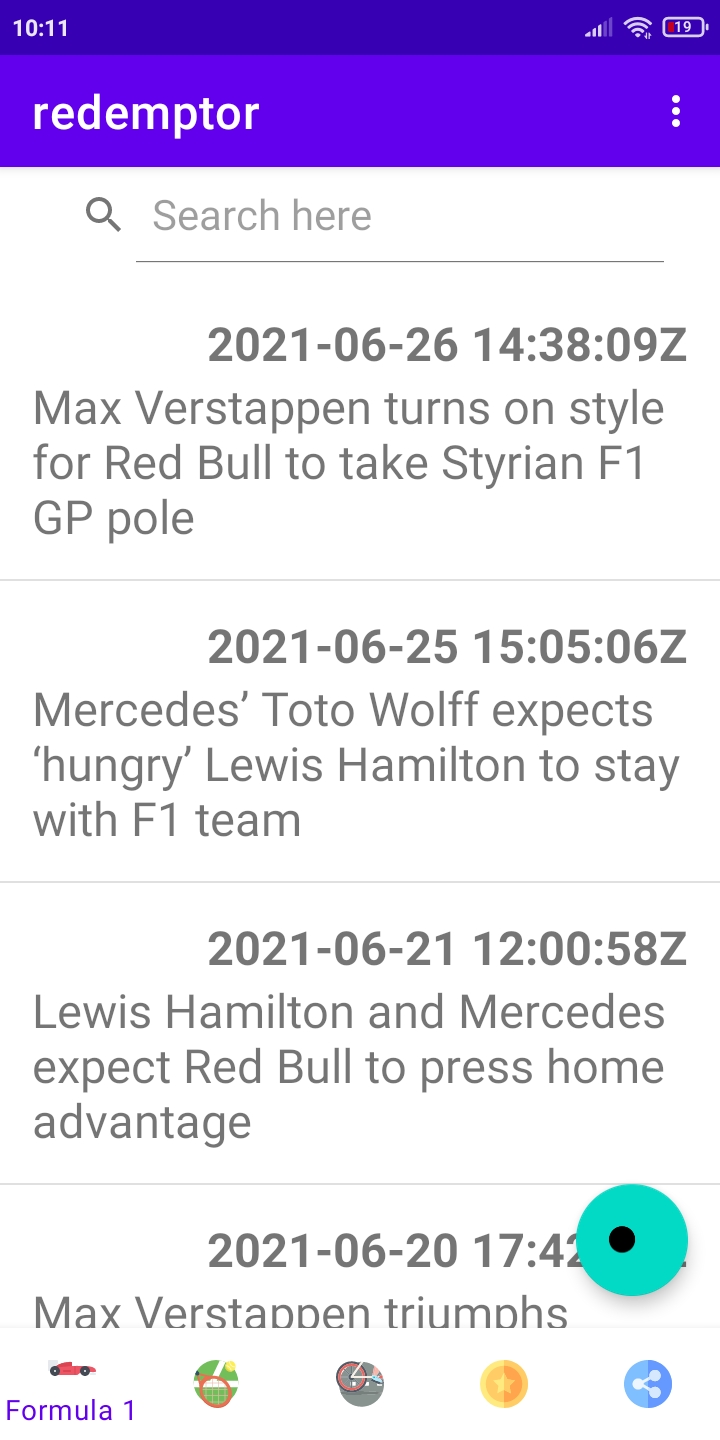 10:11
19
redemptor
Search here
2021-06-26 14:38:09Z
Max Verstappen turns on style
for Red Bull to take Styrian F1
GP pole
2021-06-25 15:05:06Z
Mercedes’ Toto Wolff expects
‘hungry’ Lewis Hamilton to stay
with F1 team
2021-06-21 12:00:58Z
Lewis Hamilton and Mercedes
expect Red Bull to press home
advantage
2021-06-20
Max Verstappen triumphs
Formula 1